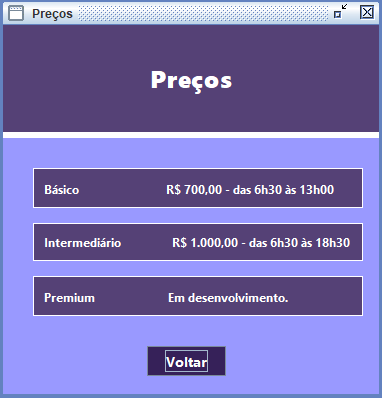 Preços
Preços
Básico R$ 700,00 - das 6h30 às 13h00
Intermediário R$ 1.000,00 - das 6h30 às 18h30
Premium Em desenvolvimento.
Voltar